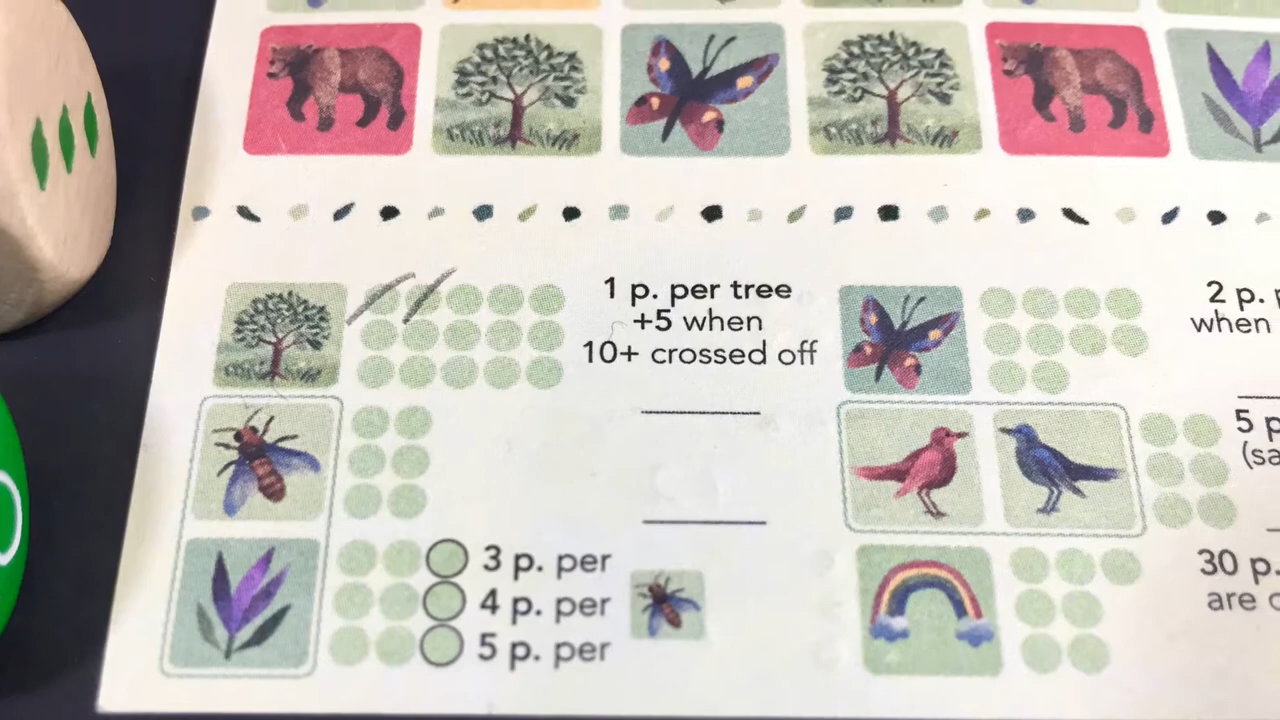 1 p. per tree
+5 when
10+ crossed off
2 p.
when
5 p
(sa
3 p. per
4 p. per
5 p. per
30 p.
are